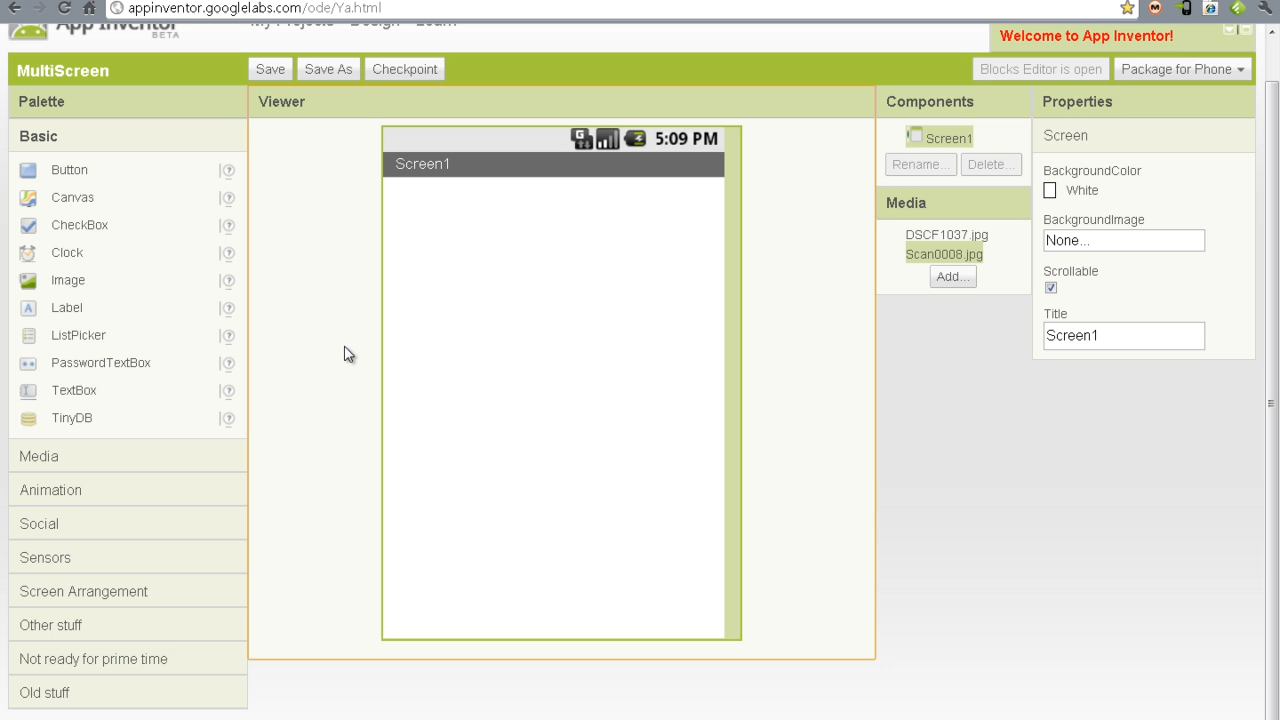 appinventor.googlelabs.com/ode/Ya.html
App Inventor
BETA
My Projects Design Learn
Welcome to App Inventor!
MultiScreen
Save
Save As
Checkpoint
Blocks Editor is open
Package for Phone
Palette
Basic
Button
Canvas
CheckBox
Clock
Image
Label
ListPicker
PasswordTextBox
TextBox
TinyDB
Media
Animation
Social
Sensors
Screen Arrangement
Other stuff
Not ready for prime time
Old stuff
Viewer
5:09 PM
Screen1
Components
Screen1
Rename...
Delete...
Media
DSCF1037.jpg
Scan0008.jpg
Add...
Properties
Screen
BackgroundColor
White
BackgroundImage
None...
Scrollable
Title
Screen1